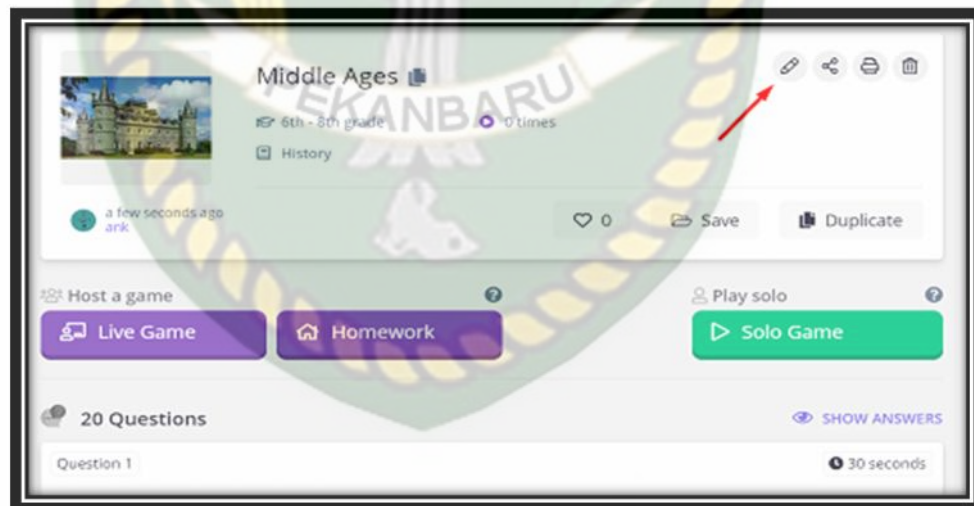 Middle Ages
PEKANBARU
6th - 8th grade 0 times
History
a few seconds ago
ank
0 Save Duplicate
Host a game Play solo
Live Game Homework Solo Game
20 Questions SHOW ANSWERS
Question 1 30 seconds